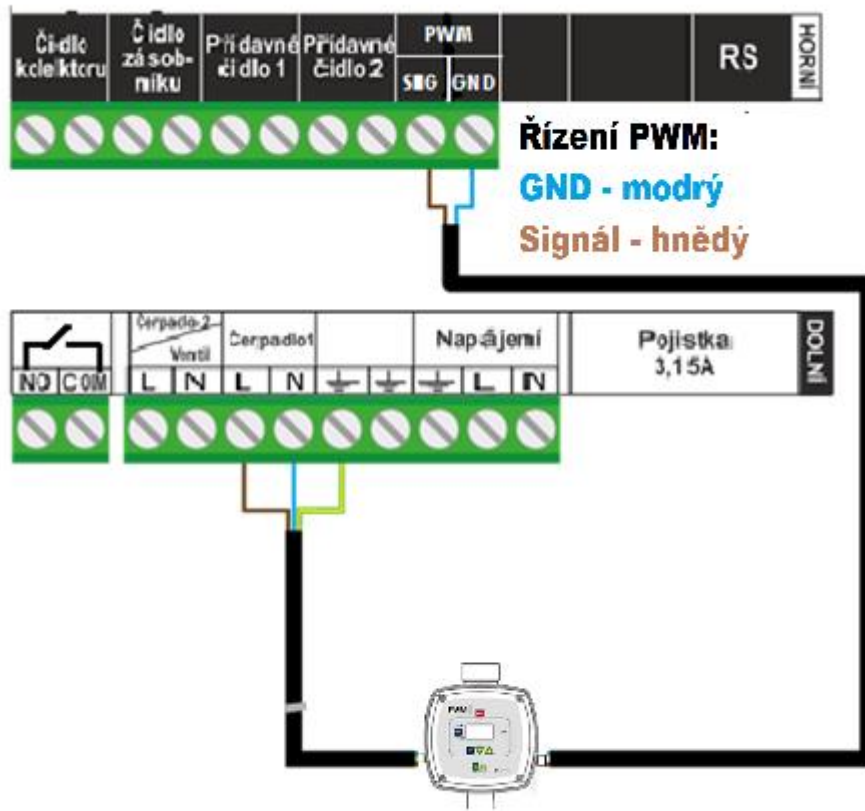 Čidlo kolektoru
Čidlo zásob-niku
Přídavné čidlo 1
Přídavné čidlo 2
PWM
SIG GND
RS
HORNÍ
Řízení PWM:
GND - modrý
Signál - hnědý
Čerpadlo 2
Ventil
Čerpadlo1
Napájení
Pojistka
3,15A
DOLNÍ
NO COM
L N L N L N
PWM